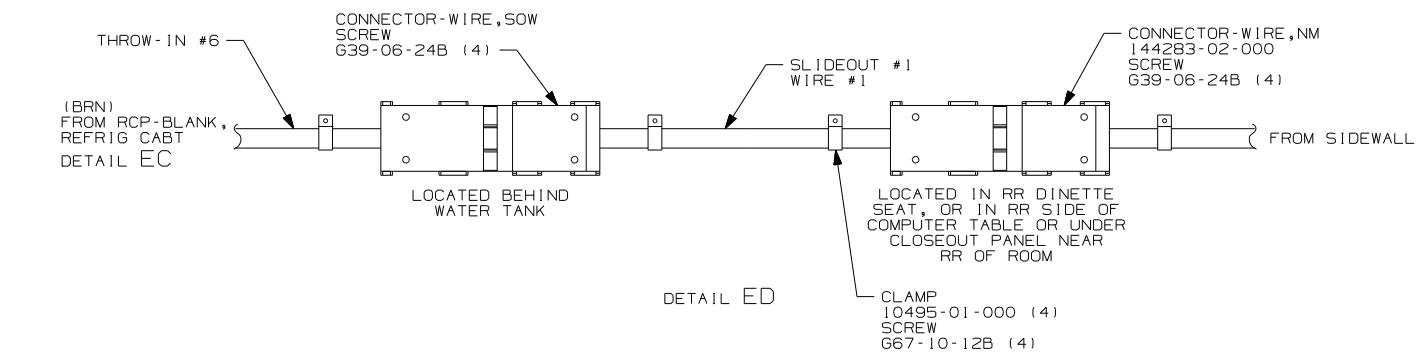 THROW-IN #6
CONNECTOR-WIRE,SOW
SCREW
G39-06-24B (4)
SLIDEOUT #1
WIRE #1
CONNECTOR-WIRE,NM
144283-02-000
SCREW
G39-06-24B (4)
(BRN)
FROM RCP-BLANK,
REFRIG CABT
DETAIL EC
FROM SIDEWALL
LOCATED BEHIND
WATER TANK
LOCATED IN RR DINETTE
SEAT, OR IN RR SIDE OF
COMPUTER TABLE OR UNDER
CLOSEOUT PANEL NEAR
RR OF ROOM
DETAIL ED
CLAMP
10495-01-000 (4)
SCREW
G67-10-12B (4)